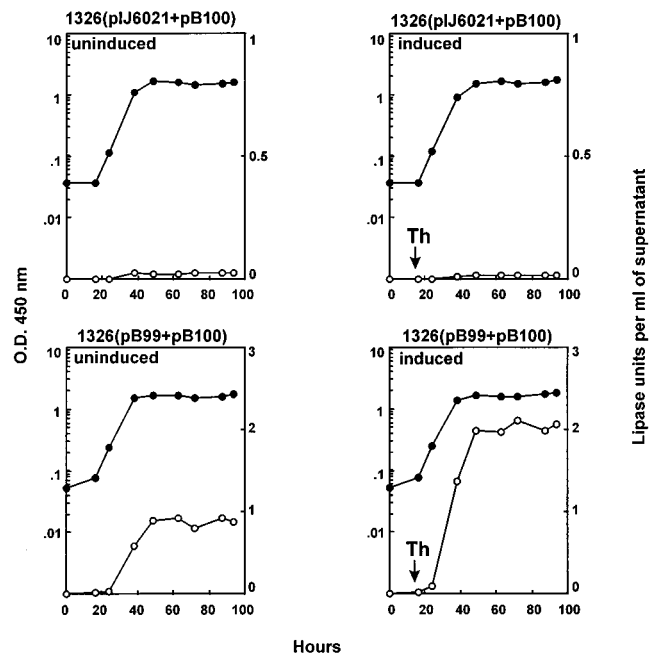 1326(pIJ6021+pB100)
uninduced
10
1
.1
.01
1
0.5
0
0 20 40 60 80 100
1326(pIJ6021+pB100)
induced
10
1
.1
.01
1
0.5
0
Th
0 20 40 60 80 100
1326(pB99+pB100)
uninduced
10
1
.1
.01
3
2
1
0
0 20 40 60 80 100
1326(pB99+pB100)
induced
10
1
.1
.01
3
2
1
0
Th
0 20 40 60 80 100
O.D. 450 nm
Lipase units per ml of supernatant
Hours